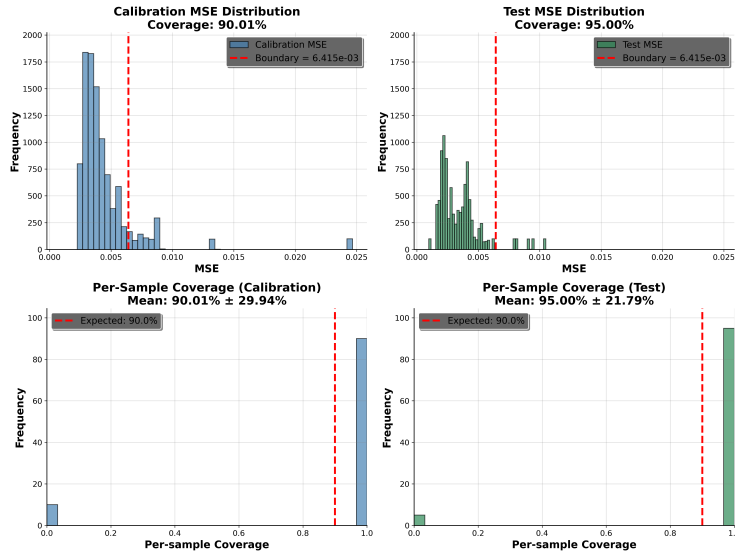 Calibration MSE Distribution
Coverage: 90.01%
Frequency
2000
1750
1500
1250
1000
750
500
250
0
Calibration MSE
Boundary = 6.415e-03
0.000
0.005
0.010
0.015
0.020
0.025
MSE
Test MSE Distribution
Coverage: 95.00%
Frequency
2000
1750
1500
1250
1000
750
500
250
0
Test MSE
Boundary = 6.415e-03
0.000
0.005
0.010
0.015
0.020
0.025
MSE
Per-Sample Coverage (Calibration)
Mean: 90.01% ± 29.94%
Frequency
100
80
60
40
20
0
Expected: 90.0%
0.0
0.2
0.4
0.6
0.8
1.0
Per-sample Coverage
Per-Sample Coverage (Test)
Mean: 95.00% ± 21.79%
Frequency
100
80
60
40
20
0
Expected: 90.0%
0.0
0.2
0.4
0.6
0.8
Per-sample Coverage